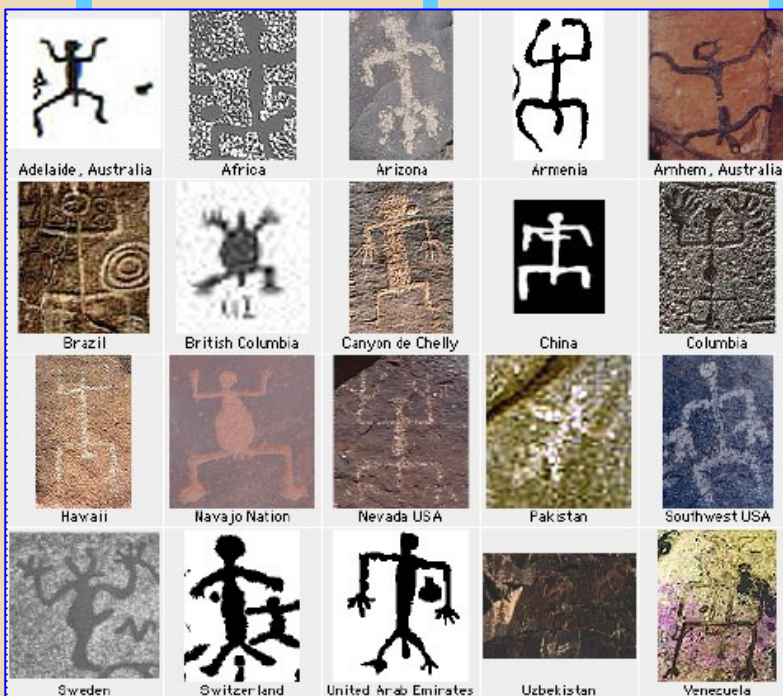 Adelaide, Australia Africa Arizona Armenia Arnhem, Australia
Brazil British Columbia Canyon de Chelly China Columbia
Hawaii Navajo Nation Nevada USA Pakistan Southwest USA
Sweden Switzerland United Arab Emirates Uzbekistan Venecuela